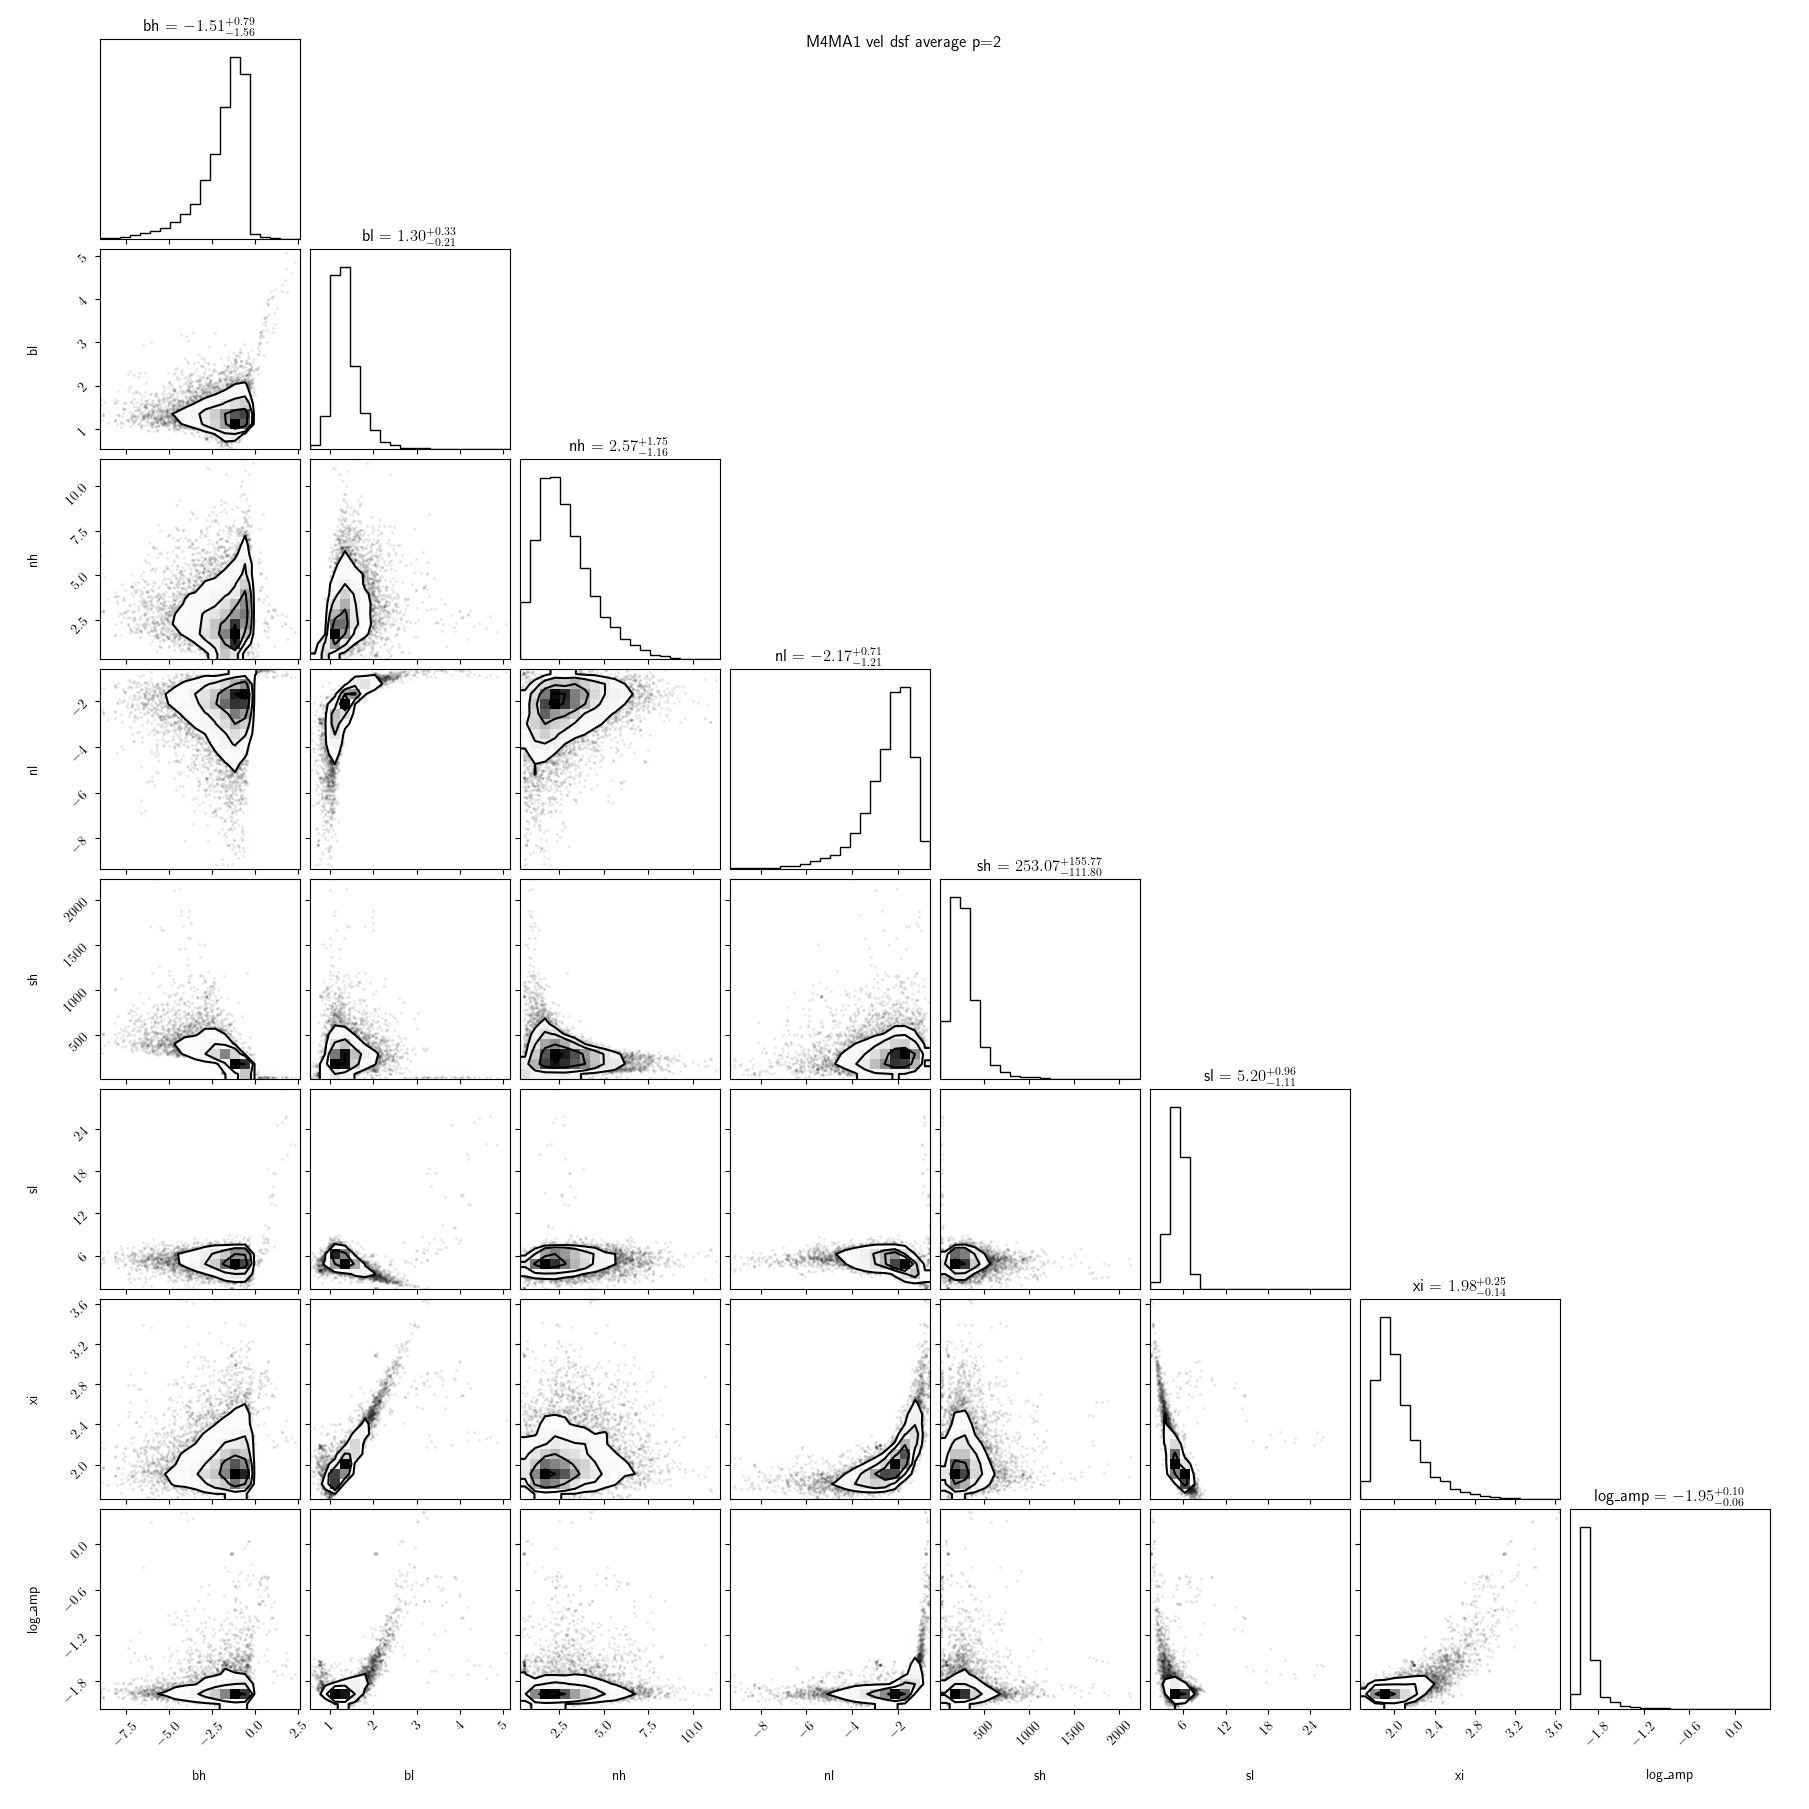 M4MA1 vel dsf average p=2
bh = −1.51 +0.79 −1.56
bl = 1.30 +0.33 −0.21
5
4
3
2
1
bl
nh = 2.57 +1.75 −1.16
10.0
7.5
5.0
2.5
nh
nl = −2.17 +0.71 −1.21
−2
−4
−6
−8
nl
sh = 253.07 +155.77 −111.80
2000
1500
1000
500
sh
sl = 5.20 +0.96 −1.11
24
18
12
6
sl
xi = 1.98 +0.25 −0.14
3.6
3.2
2.8
2.4
2.0
xi
log_amp = −1.95 +0.10 −0.06
0.0
−0.6
−1.2
−1.8
log_amp
−7.5 −5.0 −2.5 0.0 2.5 1 2 3 4 5 2.5 5.0 7.5 10.0 −8 −6 −4 −2 500 1000 1500 2000 6 12 18 24 2.0 2.4 2.8 3.2 3.6 −1.8 −1.2 −0.6 0.0
bh bl nh nl sh sl xi log_amp